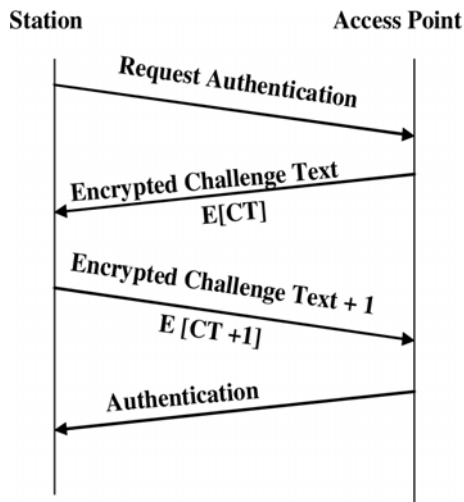 Station
Access Point
Request Authentication
Encrypted Challenge Text
E[CT]
Encrypted Challenge Text + 1
E [CT +1]
Authentication